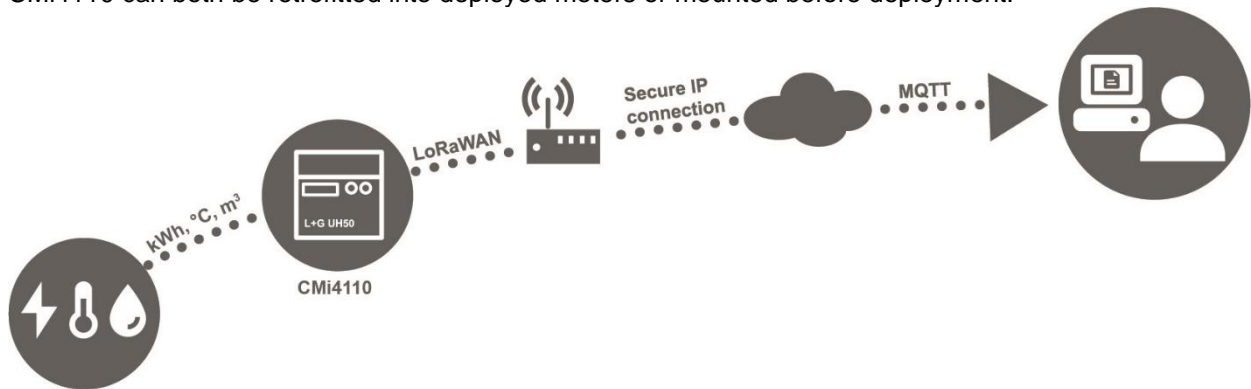 CMi4110 can both be retrofitted into deployed meters or mounted before deployment.
Secure IP
connection
MQTT
LoRaWAN
kWh, °C, m³
L+G UH50
CMi4110